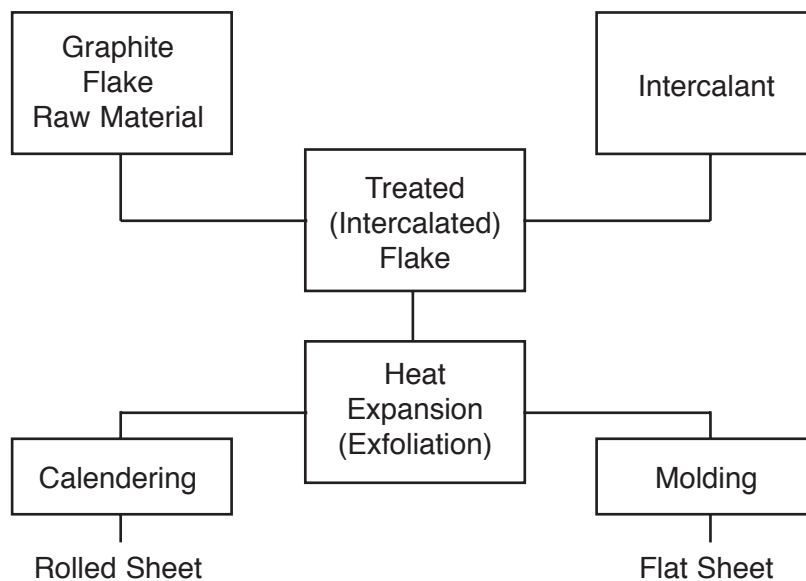 Graphite
Flake
Raw Material
Intercalant
Treated
(Intercalated)
Flake
Heat
Expansion
(Exfoliation)
Calendering
Molding
Rolled Sheet
Flat Sheet